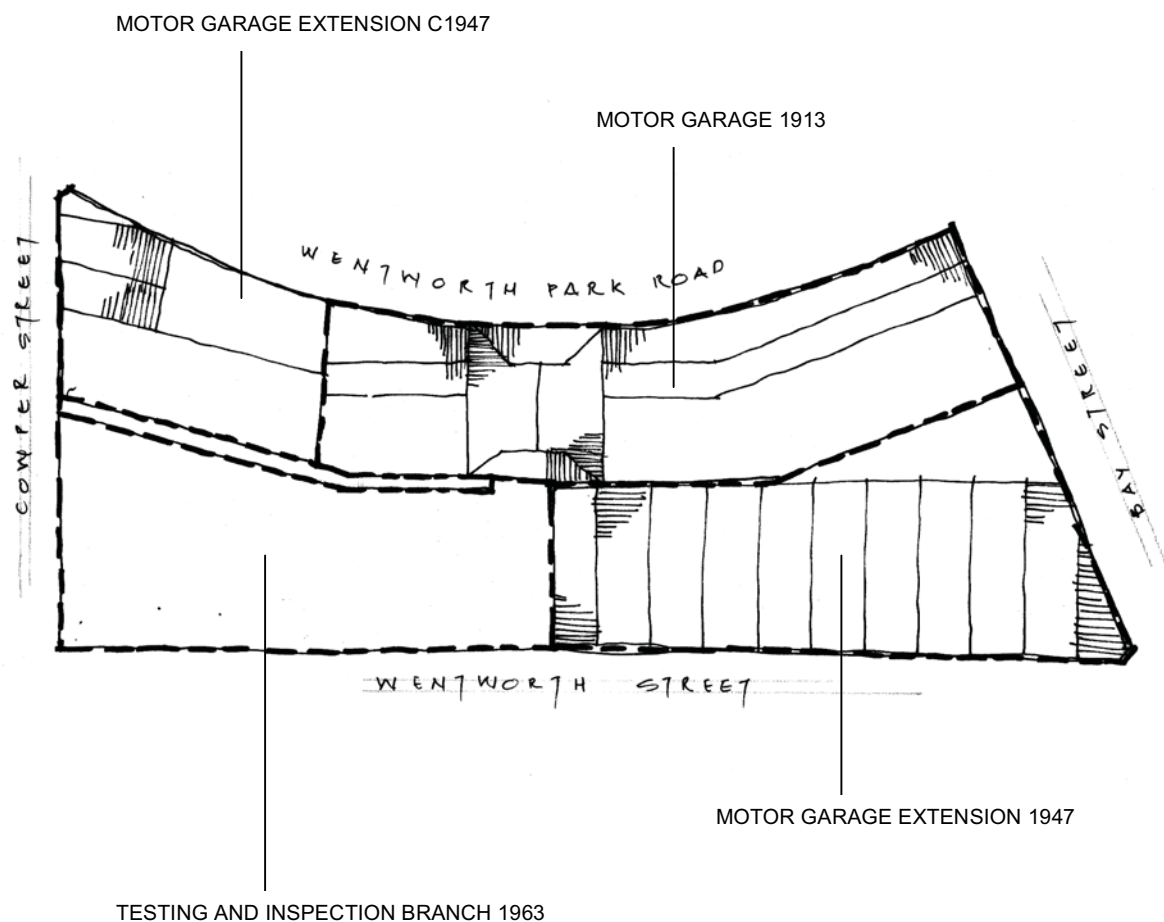 MOTOR GARAGE EXTENSION C1947
MOTOR GARAGE 1913
WENTWORTH PARK ROAD
COWPER STREET
BAY STREET
WENTWORTH STREET
MOTOR GARAGE EXTENSION 1947
TESTING AND INSPECTION BRANCH 1963